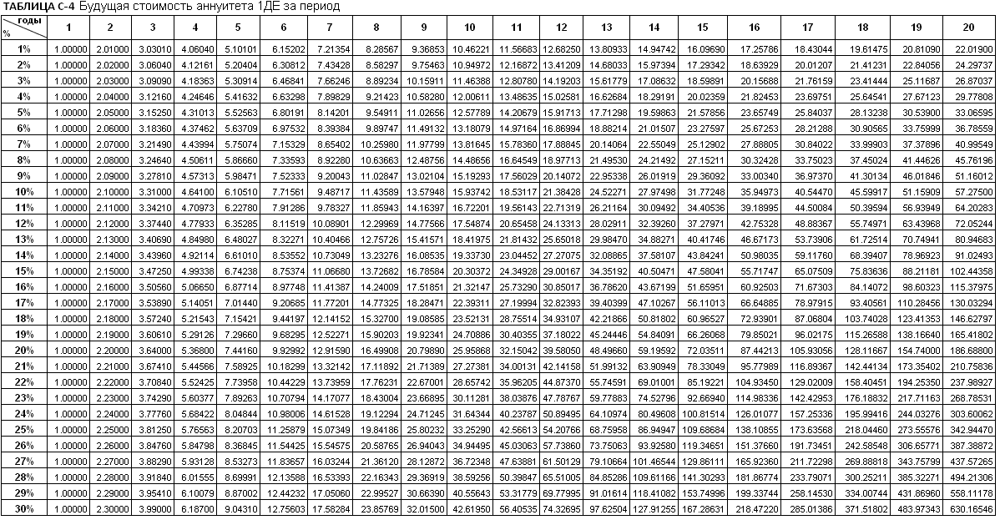 ТАБЛИЦА С-4 Будущая стоимость аннуитета 1ДЕ за период
годы % 1 2 3 4 5 6 7 8 9 10 11 12 13 14 15 16 17 18 19 20
1% 1.00000 2.01000 3.03010 4.06040 5.10101 6.15202 7.21354 8.28567 9.36853 10.46221 11.56683 12.68250 13.80933 14.94742 16.09690 17.25786 18.43044 19.61475 20.81090 22.01900
2% 1.00000 2.02000 3.06040 4.12161 5.20404 6.30812 7.43428 8.58297 9.75463 10.94972 12.16872 13.41209 14.68033 15.97394 17.29342 18.63929 20.01207 21.41231 22.84056 24.29737
3% 1.00000 2.03000 3.09090 4.18363 5.30914 6.46841 7.66246 8.89234 10.15911 11.46388 12.80780 14.19203 15.61779 17.08632 18.59891 20.15688 21.76159 23.41444 25.11687 26.87037
4% 1.00000 2.04000 3.12160 4.24646 5.41632 6.63298 7.89829 9.21423 10.58280 12.00611 13.48635 15.02581 16.62684 18.29191 20.02359 21.82453 23.69751 25.64541 27.67123 29.77808
5% 1.00000 2.05000 3.15250 4.31013 5.52563 6.80191 8.14201 9.54911 11.02656 12.57789 14.20679 15.91713 17.71298 19.59863 21.57856 23.65749 25.84037 28.13238 30.53900 33.06595
6% 1.00000 2.06000 3.18360 4.37462 5.63709 6.97532 8.39384 9.89747 11.49132 13.18079 14.97164 16.86994 18.88214 21.01507 23.27597 25.67253 28.21288 30.90565 33.75999 36.78559
7% 1.00000 2.07000 3.21490 4.43994 5.75074 7.15329 8.65402 10.25980 11.97799 13.81645 15.78360 17.88845 20.14064 22.55049 25.12902 27.88805 30.84022 33.99903 37.37896 40.99549
8% 1.00000 2.08000 3.24640 4.50611 5.86660 7.33593 8.92280 10.63663 12.48756 14.48656 16.64549 18.97713 21.49530 24.21492 27.15211 30.32428 33.75023 37.45024 41.44626 45.76196
9% 1.00000 2.09000 3.27810 4.57313 5.98471 7.52333 9.20043 11.02847 13.02104 15.19293 17.56029 20.14072 22.95338 26.01919 29.36092 33.00340 36.97370 41.30134 46.01846 51.16012
10% 1.00000 2.10000 3.31000 4.64100 6.10510 7.71561 9.48717 11.43589 13.57948 15.93742 18.53117 21.38428 24.52271 27.97498 31.77248 35.94973 40.54470 45.59917 51.15909 57.27500
11% 1.00000 2.11000 3.34210 4.70973 6.22780 7.91286 9.78327 11.85943 14.16397 16.72201 19.56143 22.71319 26.21164 30.09492 34.40536 39.18995 44.50084 50.39594 56.93949 64.20283
12% 1.00000 2.12000 3.37440 4.77933 6.35285 8.11519 10.08901 12.29969 14.77566 17.54874 20.65458 24.13313 28.02911 32.39260 37.27971 42.75328 48.88367 55.74971 63.43968 72.05244
13% 1.00000 2.13000 3.40690 4.84980 6.48027 8.32271 10.40466 12.75726 15.41571 18.41975 21.81432 25.65018 29.98470 34.88271 40.41746 46.67173 53.73906 61.72514 70.74941 80.94683
14% 1.00000 2.14000 3.43960 4.92114 6.61010 8.53552 10.73049 13.23276 16.08535 19.33730 23.04452 27.27075 32.08865 37.58107 43.84241 50.98035 59.11760 68.39407 78.96923 91.02493
15% 1.00000 2.15000 3.47250 4.99338 6.74238 8.75374 11.06680 13.72682 16.78584 20.30372 24.34928 29.00167 34.35192 40.50471 47.58041 55.71747 65.07509 75.83636 88.21181 102.44358
16% 1.00000 2.16000 3.50560 5.06650 6.87714 8.97748 11.41387 14.24009 17.51851 21.32147 25.73290 30.85017 36.78620 43.67199 51.65951 60.92503 71.67303 84.14072 98.60323 115.37975
17% 1.00000 2.17000 3.53890 5.14051 7.01440 9.20685 11.77201 14.77325 18.28471 22.39311 27.19994 32.82393 39.40399 47.10267 56.11013 66.64885 78.97915 93.40561 110.28456 130.03294
18% 1.00000 2.18000 3.57240 5.21543 7.15421 9.44197 12.14152 15.32700 19.08585 23.52131 28.75514 34.93107 42.21866 50.81802 60.96527 72.93901 87.06804 103.74028 123.41353 146.62797
19% 1.00000 2.19000 3.60610 5.29126 7.29660 9.68295 12.52271 15.90203 19.92341 24.70886 30.40355 37.18022 45.24446 54.84091 66.26068 79.85021 96.02175 115.26588 138.16640 165.41802
20% 1.00000 2.20000 3.64000 5.36800 7.44160 9.92992 12.91590 16.49908 20.79890 25.95868 32.15042 39.58050 48.49660 59.19592 72.03511 87.44213 105.93056 128.11667 154.74000 186.68800
21% 1.00000 2.21000 3.67410 5.44566 7.58925 10.18299 13.32142 17.11892 21.71389 27.27381 34.00131 42.14158 51.99132 63.90949 78.33049 95.77989 116.89367 142.44134 173.35402 210.75836
22% 1.00000 2.22000 3.70840 5.52425 7.73958 10.44229 13.73959 17.76231 22.67001 28.65742 35.96205 44.87370 55.74591 69.01001 85.19221 104.93450 129.02009 158.40451 194.25350 237.98927
23% 1.00000 2.23000 3.74290 5.60377 7.89263 10.70794 14.17077 18.43004 23.66895 30.11281 38.03876 47.78767 59.77883 74.52796 92.66940 114.98336 142.42953 176.18832 217.71163 268.78531
24% 1.00000 2.24000 3.77760 5.68422 8.04844 10.98006 14.61528 19.12294 24.71245 31.64344 40.23787 50.89495 64.10974 80.49608 100.81514 126.01077 157.25336 195.99416 244.03276 303.60062
25% 1.00000 2.25000 3.81250 5.76563 8.20703 11.25879 15.07349 19.84186 25.80232 33.25290 42.56613 54.20766 68.75958 86.94947 109.68684 138.10855 173.63568 218.04460 273.55576 342.94470
26% 1.00000 2.26000 3.84760 5.84798 8.36845 11.54425 15.54575 20.58765 26.94043 34.94495 45.03063 57.73860 73.75063 93.92580 119.34651 151.37660 191.73451 242.58548 306.65771 387.38872
27% 1.00000 2.27000 3.88290 5.93128 8.53273 11.83657 16.03244 21.36120 28.12872 36.72348 47.63881 61.50129 79.10664 101.46544 129.86111 165.92360 211.72298 269.88818 343.75799 437.57265
28% 1.00000 2.28000 3.91840 6.01555 8.69991 12.13588 16.53393 22.16343 29.36919 38.59256 50.39847 65.51005 84.85286 109.61166 141.30293 181.86774 233.79071 300.25211 385.32271 494.21306
29% 1.00000 2.29000 3.95410 6.10079 8.87002 12.44232 17.05060 22.99527 30.66390 40.55643 53.31779 69.77995 91.01614 118.41082 153.74996 199.33744 258.14530 334.00744 431.86960 558.11178
30% 1.00000 2.30000 3.99000 6.18700 9.04310 12.75603 17.58284 23.85769 32.01500 42.61950 56.40535 74.32695 97.62504 127.91255 167.28631 218.47220 285.01386 371.51802 483.97343 630.16546